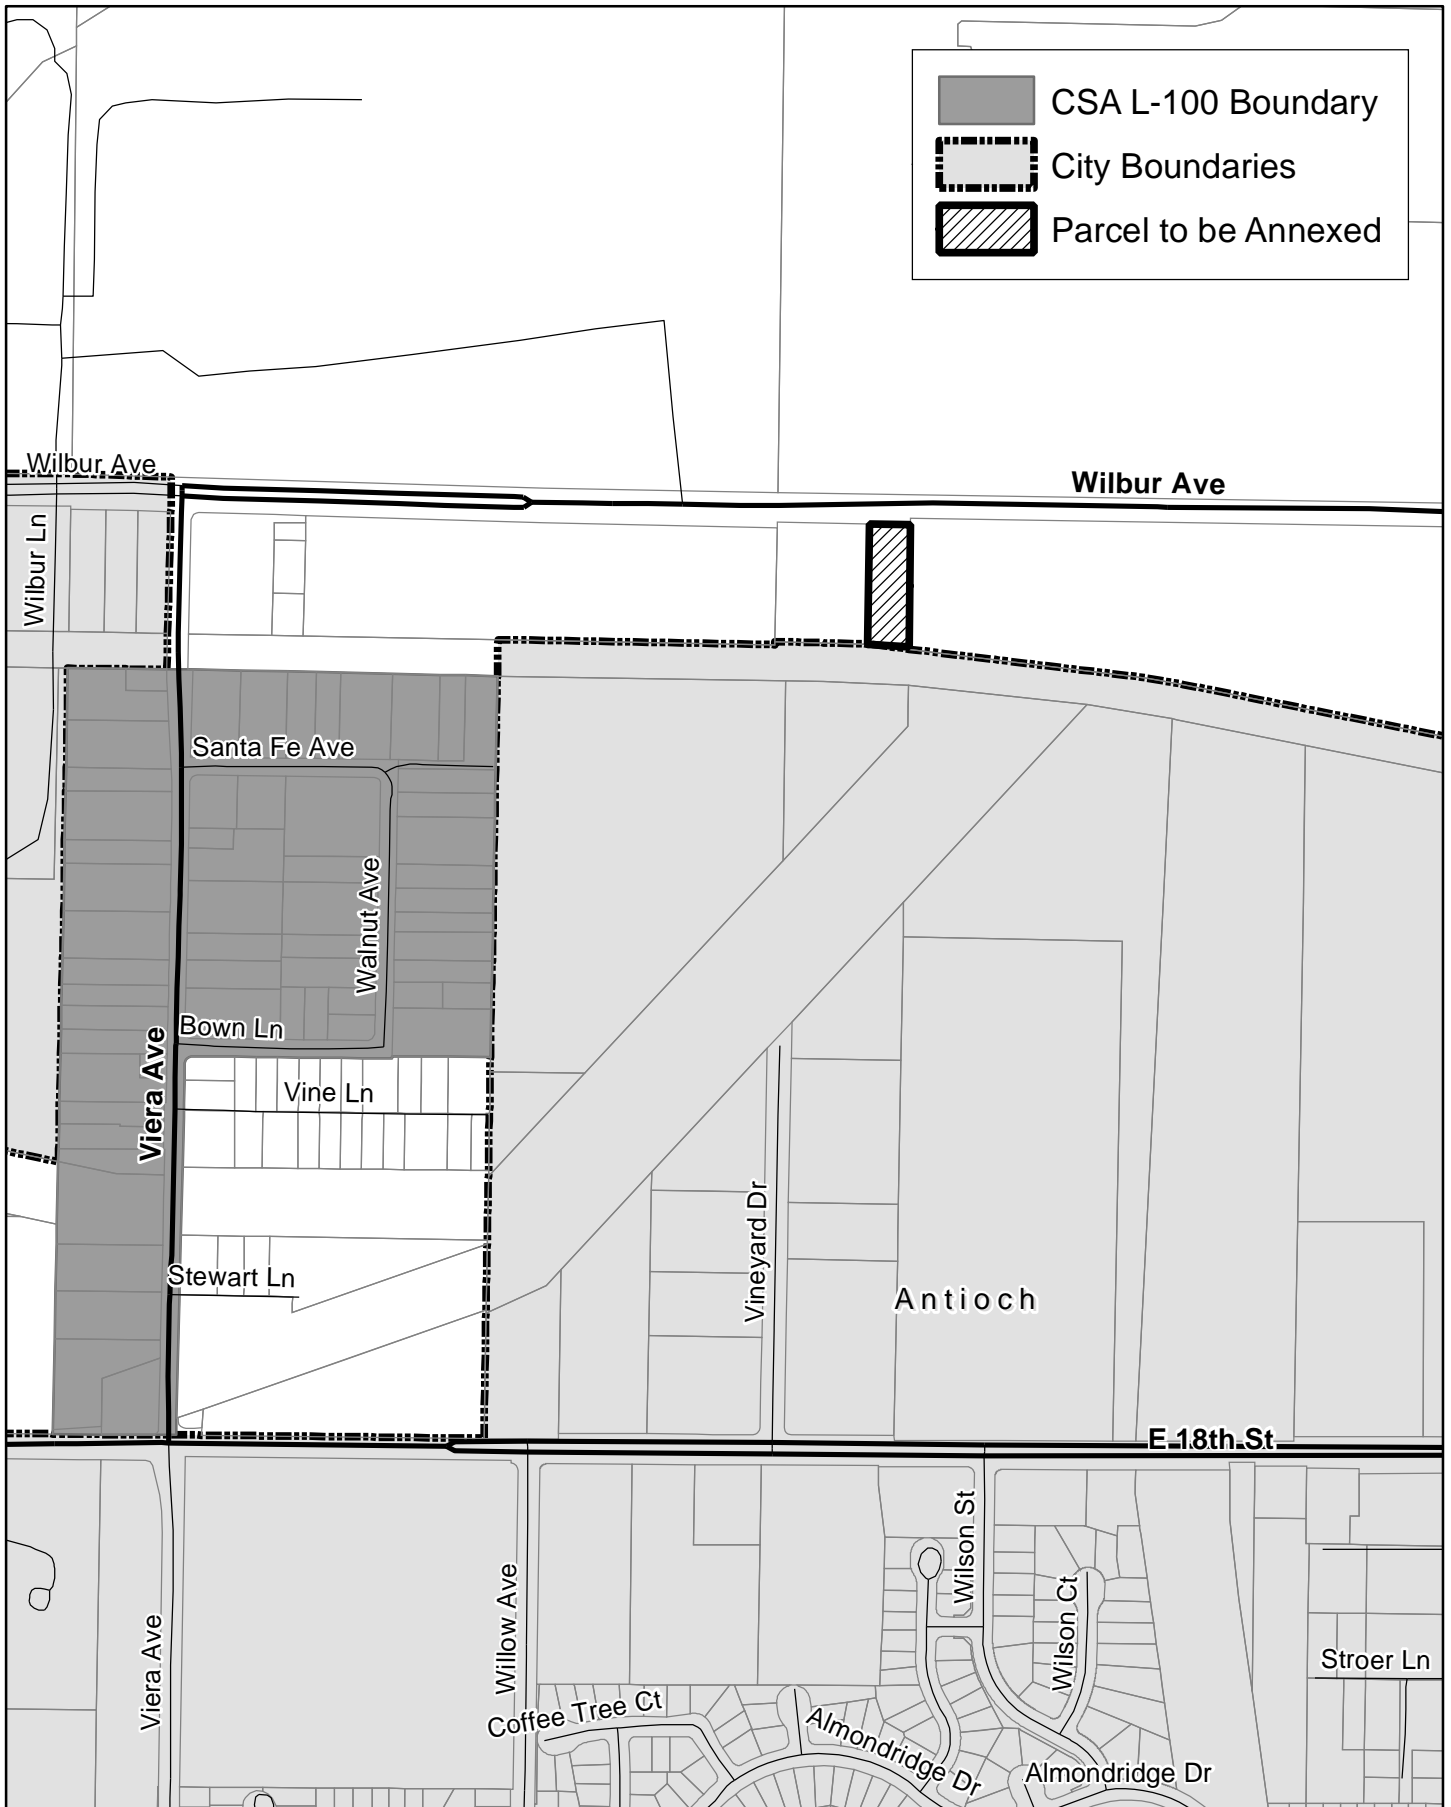 CSA L-100 Boundary
City Boundaries
Parcel to be Annexed
Wilbur Ave
Wilbur Ave
Wilbur Ln
Santa Fe Ave
Walnut Ave
Bown Ln
Viera Ave
Vine Ln
Vineyard Dr
Stewart Ln
Antioch
E 18th St
Wilson St
Willow Ave
Wilson Ct
Viera Ave
Stroer Ln
Coffee Tree Ct
Almondridge Dr
Almondridge Dr